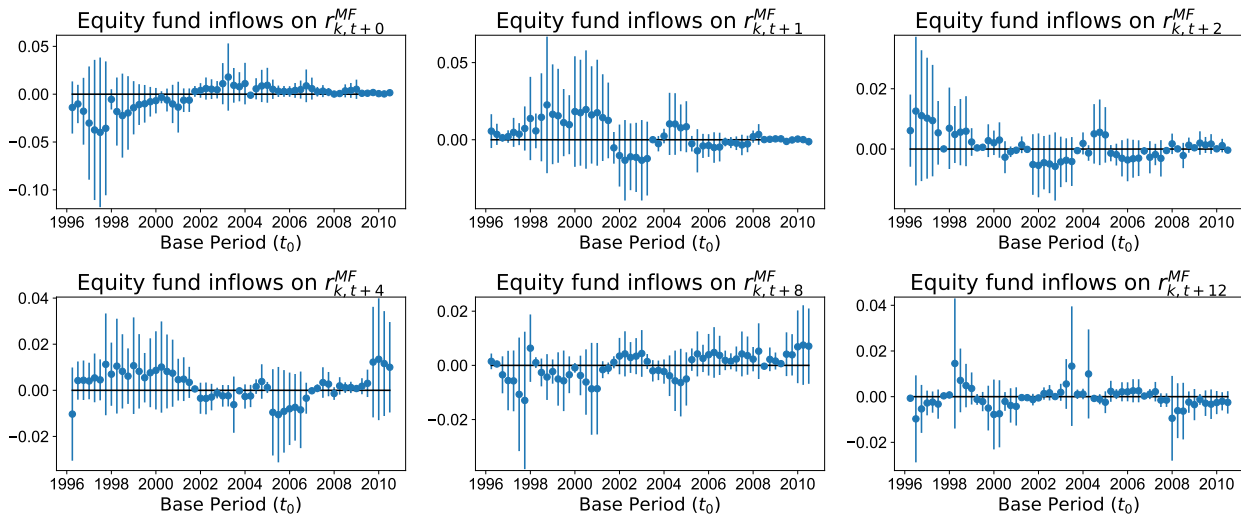 Equity fund inflows on r^{MF}_{k,t+0}
0.05
0.00
−0.05
−0.10
1996 1998 2000 2002 2004 2006 2008 2010
Base Period (t_0)
Equity fund inflows on r^{MF}_{k,t+1}
0.05
0.00
1996 1998 2000 2002 2004 2006 2008 2010
Base Period (t_0)
Equity fund inflows on r^{MF}_{k,t+2}
0.02
0.00
1996 1998 2000 2002 2004 2006 2008 2010
Base Period (t_0)
Equity fund inflows on r^{MF}_{k,t+4}
0.04
0.02
0.00
−0.02
1996 1998 2000 2002 2004 2006 2008 2010
Base Period (t_0)
Equity fund inflows on r^{MF}_{k,t+8}
0.02
0.00
−0.02
1996 1998 2000 2002 2004 2006 2008 2010
Base Period (t_0)
Equity fund inflows on r^{MF}_{k,t+12}
0.04
0.02
0.00
−0.02
1996 1998 2000 2002 2004 2006 2008 2010
Base Period (t_0)